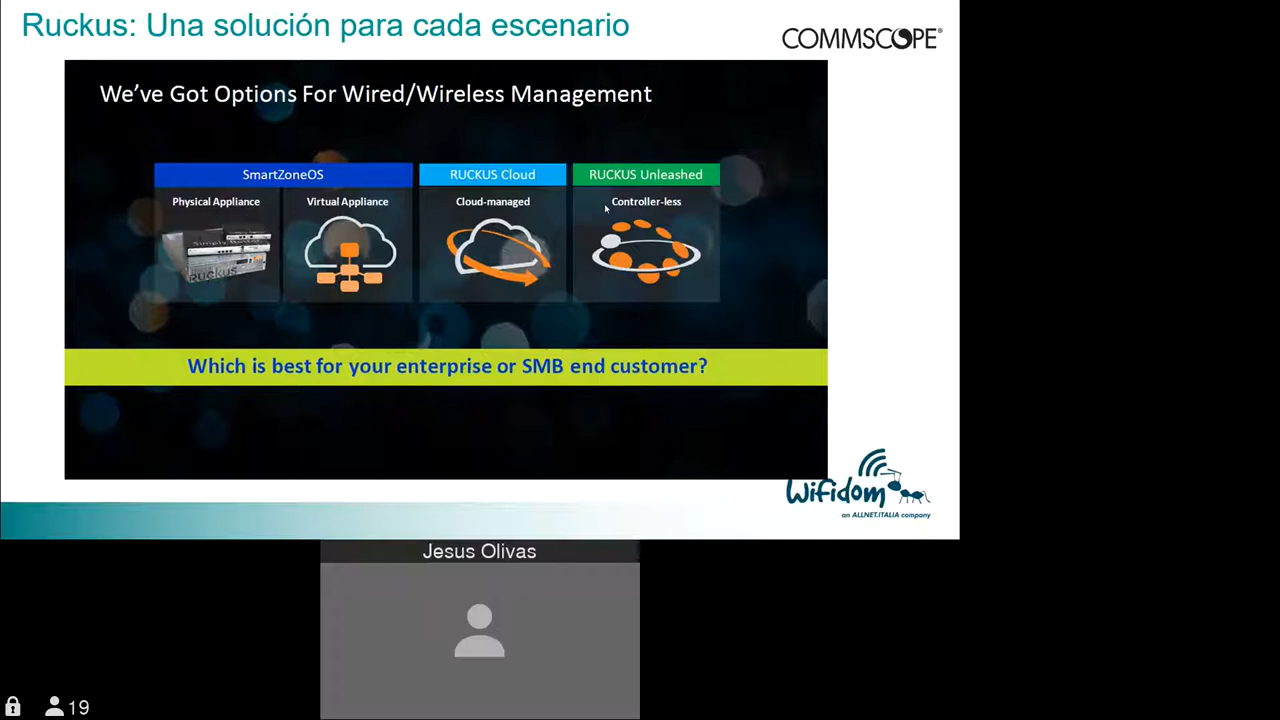 Ruckus: Una solución para cada escenario
COMMSCOPE®
We've Got Options For Wired/Wireless Management
SmartZoneOS
RUCKUS Cloud
RUCKUS Unleashed
Physical Appliance
Virtual Appliance
Cloud-managed
Controller-less
RUCKUS
Which is best for your enterprise or SMB end customer?
Wifidom
an ALLNET.ITALIA company
Jesus Olivas
19